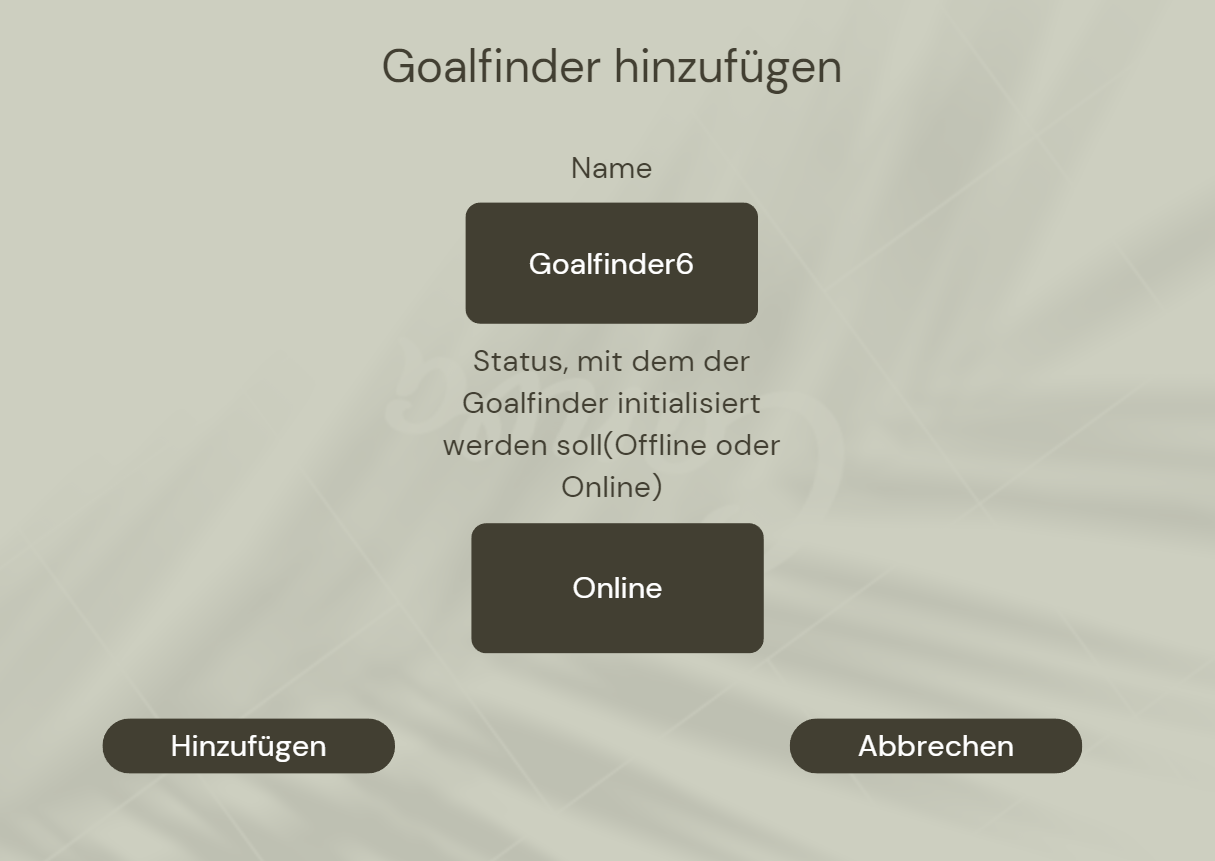 Goalfinder hinzufügen
Name
Goalfinder6
Status, mit dem der
Goalfinder initialisiert
werden soll(Offline oder
Online)
Online
Hinzufügen
Abbrechen